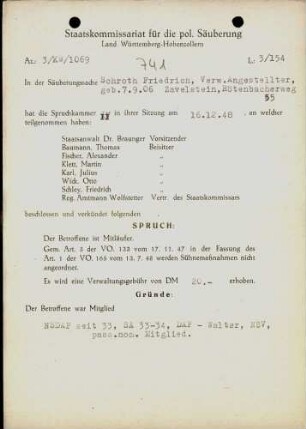 Staatskommissariat für die pol. Säuberung
Land Württemberg-Hohenzollern
Az.: 3/KW/1069
741
L: 3/154
In der Säuberungssache Schroth Friedrich, Verw.Angestellter,
geb.7.9.06 Zavelstein, Rötenbacherweg
55
hat die Spruchkammer II in ihrer Sitzung am 16.12.48, an welcher
teilgenommen haben:
Staatsanwalt Dr. Breunger Vorsitzender
Baumann, Thomas Beisitzer
Fischer, Alexander „
Klett, Martin „
Karl, Julius „
Wick, Otto „
Schley, Friedrich „
Reg. Amtmann Vertr. des Staatskommissars
beschlossen und verkündet folgenden
SPRUCH:
Der Betroffene ist Mitläufer.
Gem. Art. 2 der VO. 133 vom 17. 11. 47 in der Fassung des
Art. 1 der VO. 165 vom 13. 7. 48 werden Sühnemaßnahmen nicht
angeordnet.
Es wird eine Verwaltungsgebühr von DM 20,- erhoben.
Gründe:
Der Betroffene war Mitglied
NSDAP seit 33, SA 33-34, DAF - Walter, NSV,
pass.nom. Mitglied.